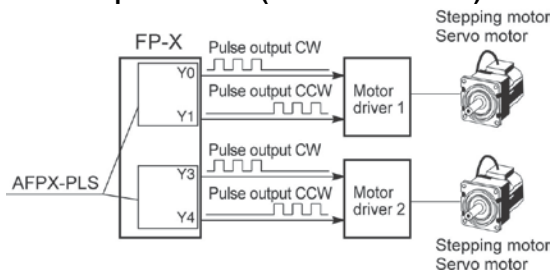 Stepping motor
Servo motor
FP-X
Pulse output CW
Y0
Pulse output CCW
Y1
Motor
driver 1
AFPX-PLS
Pulse output CW
Y3
Pulse output CCW
Y4
Motor
driver 2
Stepping motor
Servo motor